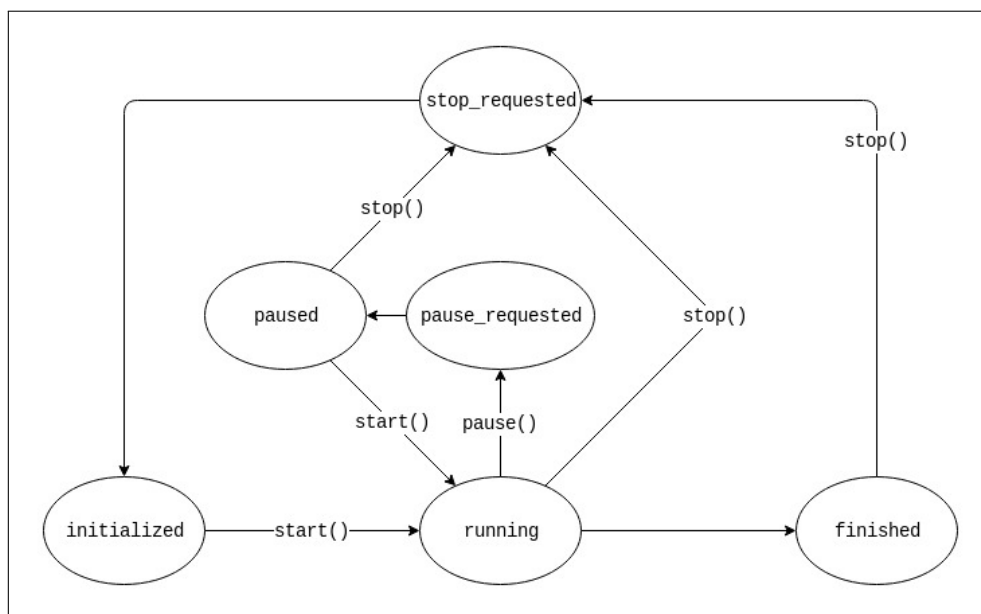 stop_requested
stop()
stop()
paused
pause_requested
stop()
start()
pause()
initialized
start()
running
finished